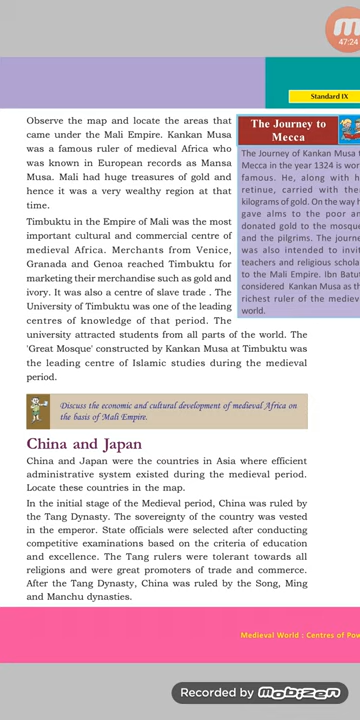 47:24
Standard IX
Observe the map and locate the areas that
came under the Mali Empire. Kankan Musa
was a famous ruler of medieval Africa who
was known in European records as Mansa
Musa. Mali had huge treasures of gold and
hence it was a very wealthy region at that
time.
Timbuktu in the Empire of Mali was the most
important cultural and commercial centre of
medieval Africa. Merchants from Venice,
Granada and Genoa reached Timbuktu for
marketing their merchandise such as gold and
ivory. It was also a centre of slave trade . The
University of Timbuktu was one of the leading
centres of knowledge of that period. The
university attracted students from all parts of the world. The
'Great Mosque' constructed by Kankan Musa at Timbuktu was
the leading centre of Islamic studies during the medieval
period.
The Journey to
Mecca
The Journey of Kankan Musa t
Mecca in the year 1324 is wor
famous. He, along with h
retinue, carried with the
kilograms of gold. On the way h
gave alms to the poor an
donated gold to the mosque
and the pilgrims. The journe
was also intended to invit
teachers and religious schola
to the Mali Empire. Ibn Batut
considered Kankan Musa as th
richest ruler of the mediev
world.
Discuss the economic and cultural development of medieval Africa on
the basis of Mali Empire.
China and Japan
China and Japan were the countries in Asia where efficient
administrative system existed during the medieval period.
Locate these countries in the map.
In the initial stage of the Medieval period, China was ruled by
the Tang Dynasty. The sovereignty of the country was vested
in the emperor. State officials were selected after conducting
competitive examinations based on the criteria of education
and excellence. The Tang rulers were tolerant towards all
religions and were great promoters of trade and commerce.
After the Tang Dynasty, China was ruled by the Song, Ming
and Manchu dynasties.
Medieval World : Centres of Pow
Recorded by mobizen